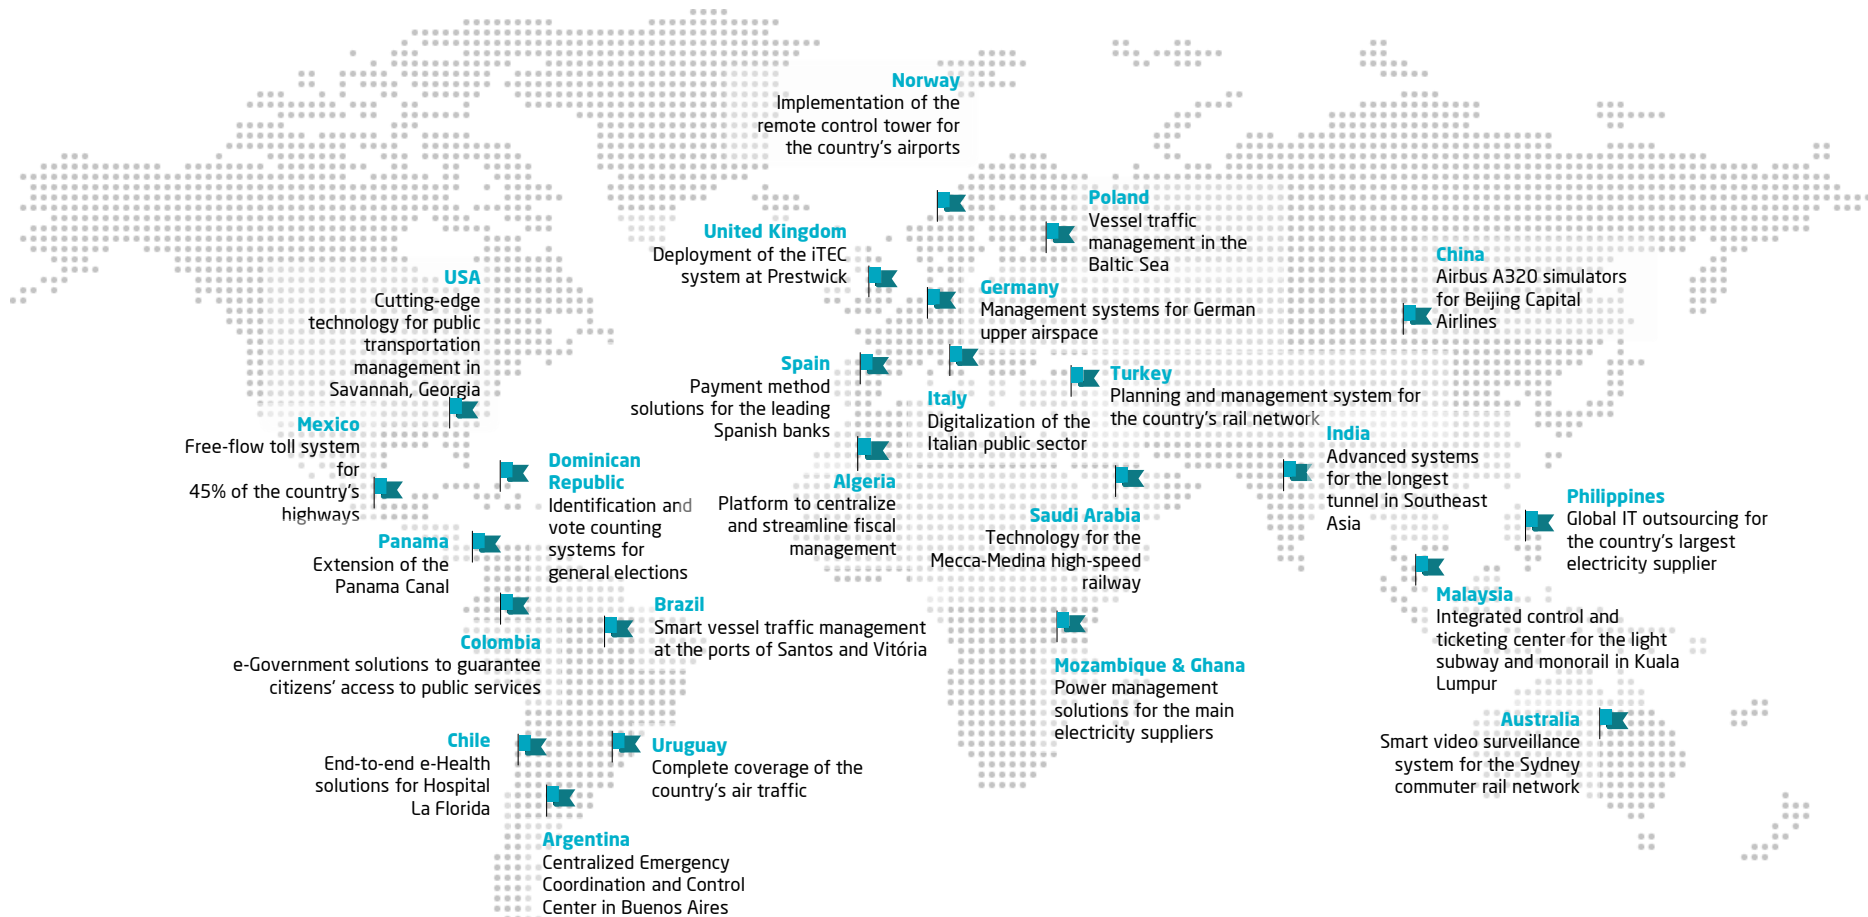 Norway
Implementation of the
remote control tower for
the country's airports
Poland
Vessel traffic
management in the
Baltic Sea
United Kingdom
Deployment of the iTEC
system at Prestwick
China
Airbus A320 simulators
for Beijing Capital
Airlines
USA
Cutting-edge
technology for public
transportation
management in
Savannah, Georgia
Germany
Management systems for German
upper airspace
Spain
Payment method
solutions for the leading
Spanish banks
Turkey
Planning and management system for
the country's rail network
Italy
Digitalization of the
Italian public sector
Mexico
Free-flow toll system
for
45% of the country's
highways
India
Advanced systems
for the longest
tunnel in Southeast
Asia
Dominican
Republic
Identification and
vote counting
systems for
general elections
Algeria
Platform to centralize
and streamline fiscal
management
Saudi Arabia
Technology for the
Mecca-Medina high-speed
railway
Philippines
Global IT outsourcing for
the country's largest
electricity supplier
Panama
Extension of the
Panama Canal
Malaysia
Integrated control and
ticketing center for the light
subway and monorail in Kuala
Lumpur
Brazil
Smart vessel traffic management
at the ports of Santos and Vitória
Colombia
e-Government solutions to guarantee
citizens' access to public services
Mozambique & Ghana
Power management
solutions for the main
electricity suppliers
Australia
Smart video surveillance
system for the Sydney
commuter rail network
Chile
End-to-end e-Health
solutions for Hospital
La Florida
Uruguay
Complete coverage of the
country's air traffic
Argentina
Centralized Emergency
Coordination and Control
Center in Buenos Aires